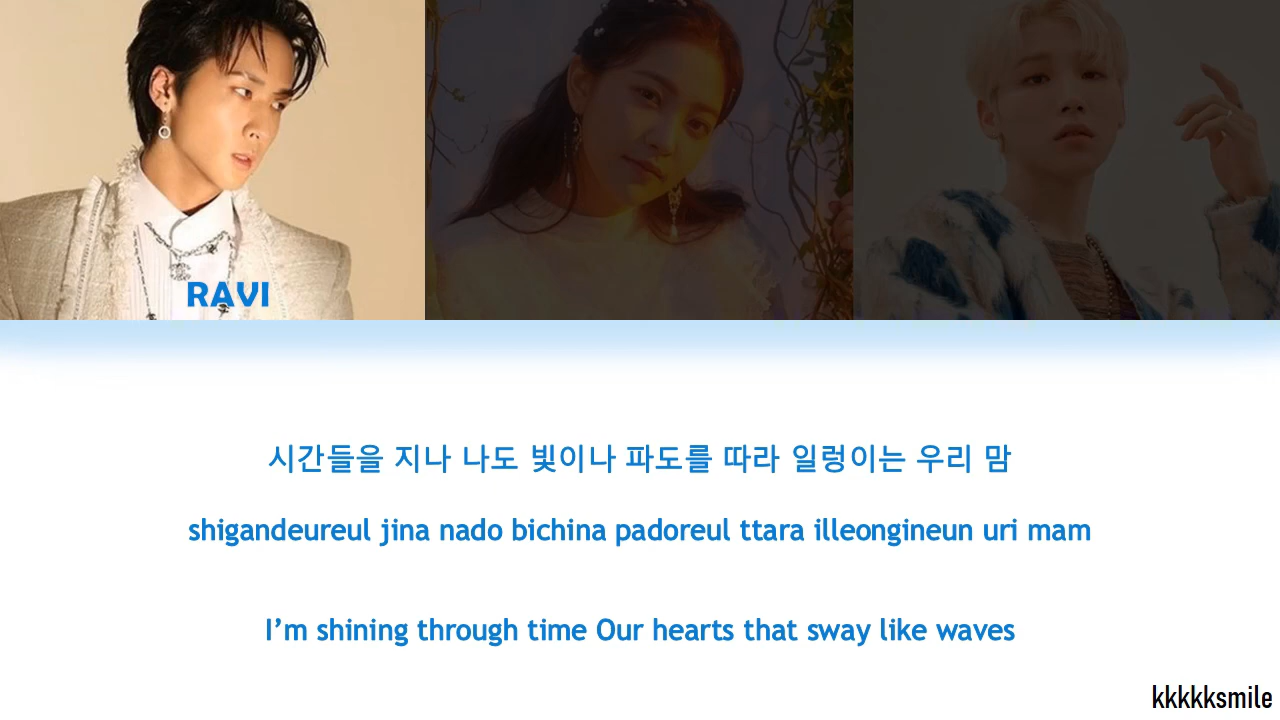 RAVI
시간들을 지나 나도 빛이나 파도를 따라 일렁이는 우리 맘
shigandeureul jina nado bichina padoreul ttara illeongineun uri mam
I’m shining through time Our hearts that sway like waves
kkkkksmile